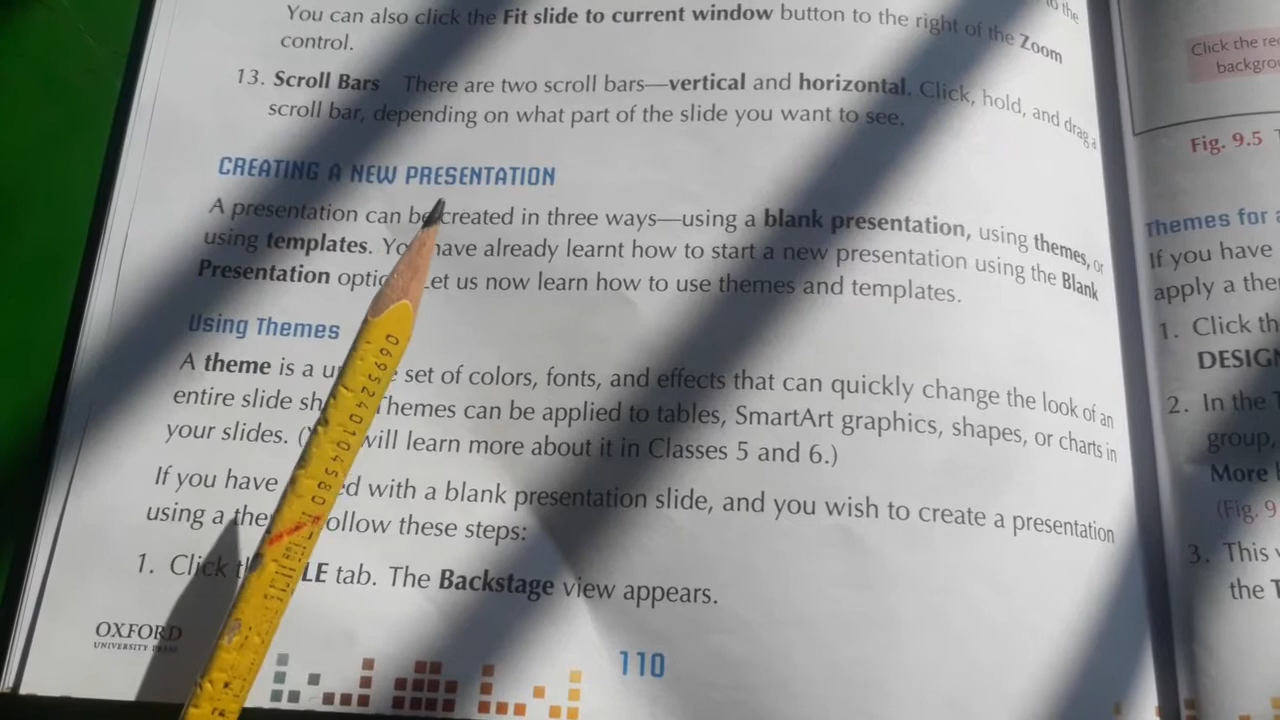 to the
You can also click the Fit slide to current window button to the right of the Zoom
control.
13. Scroll Bars There are two scroll bars—vertical and horizontal. Click, hold, and drag a
scroll bar, depending on what part of the slide you want to see.
CREATING A NEW PRESENTATION
A presentation can be created in three ways—using a blank presentation, using themes, or
using templates. You have already learnt how to start a new presentation using the Blank
Presentation Let us now learn how to use themes and templates.
Using Themes
A theme is a set of colors, fonts, and effects that can quickly change the look of an
entire slide Themes can be applied to tables, SmartArt graphics, shapes, or charts in
your slides. will learn more about it in Classes 5 and 6.)
If you have with a blank presentation slide, and you wish to create a presentation
using a follow these steps:
1. Click tab. The Backstage view appears.
OXFORD
UNIVERSITY PRESS
110
Click the
Fig. 9.5
Themes for
If you have
apply a
1. Click
2. In the
group,
More
(Fig. 9
3. This
the